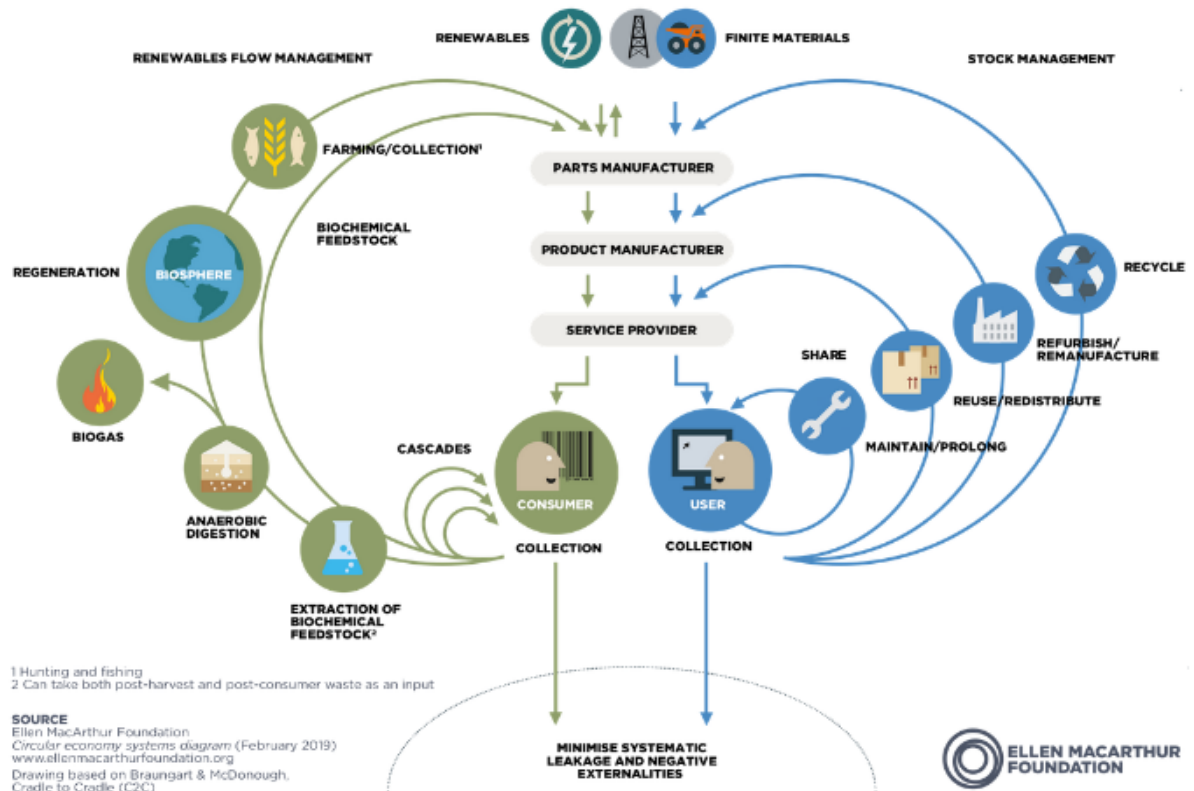 RENEWABLES
FINITE MATERIALS
RENEWABLES FLOW MANAGEMENT
STOCK MANAGEMENT
FARMING/COLLECTION¹
PARTS MANUFACTURER
BIOCHEMICAL
FEEDSTOCK
PRODUCT MANUFACTURER
REGENERATION
BIOSPHERE
RECYCLE
SERVICE PROVIDER
SHARE
REFURBISH/
REMANUFACTURE
REUSE/REDISTRIBUTE
BIOGAS
CASCADES
MAINTAIN/PROLONG
CONSUMER
USER
ANAEROBIC
DIGESTION
COLLECTION
COLLECTION
EXTRACTION OF
BIOCHEMICAL
FEEDSTOCK²
1 Hunting and fishing
2 Can take both post-harvest and post-consumer waste as an input
SOURCE
Ellen MacArthur Foundation
Circular economy systems diagram (February 2019)
www.ellenmacarthurfoundation.org
Drawing based on Braungart & McDonough,
Cradle to Cradle (C2C)
MINIMISE SYSTEMATIC
LEAKAGE AND NEGATIVE
EXTERNALITIES
ELLEN MACARTHUR
FOUNDATION